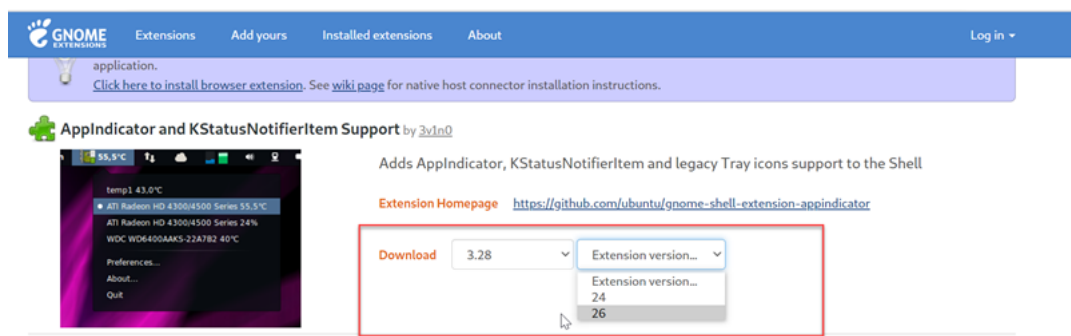 GNOME EXTENSIONS Extensions Add yours Installed extensions About Log in
application.
Click here to install browser extension. See wiki page for native host connector installation instructions.
AppIndicator and KStatusNotifierItem Support by 3v1n0
55,5°C
temp1 43.0°C
ATI Radeon HD 4300/4500 Series 55.5°C
ATI Radeon HD 4300/4500 Series 24%
WDC WD6400AAKS-22A7B2 40°C
Preferences...
About...
Quit
Adds AppIndicator, KStatusNotifierItem and legacy Tray icons support to the Shell
Extension Homepage https://github.com/ubuntu/gnome-shell-extension-appindicator
Download 3.28 Extension version...
Extension version...
24
26